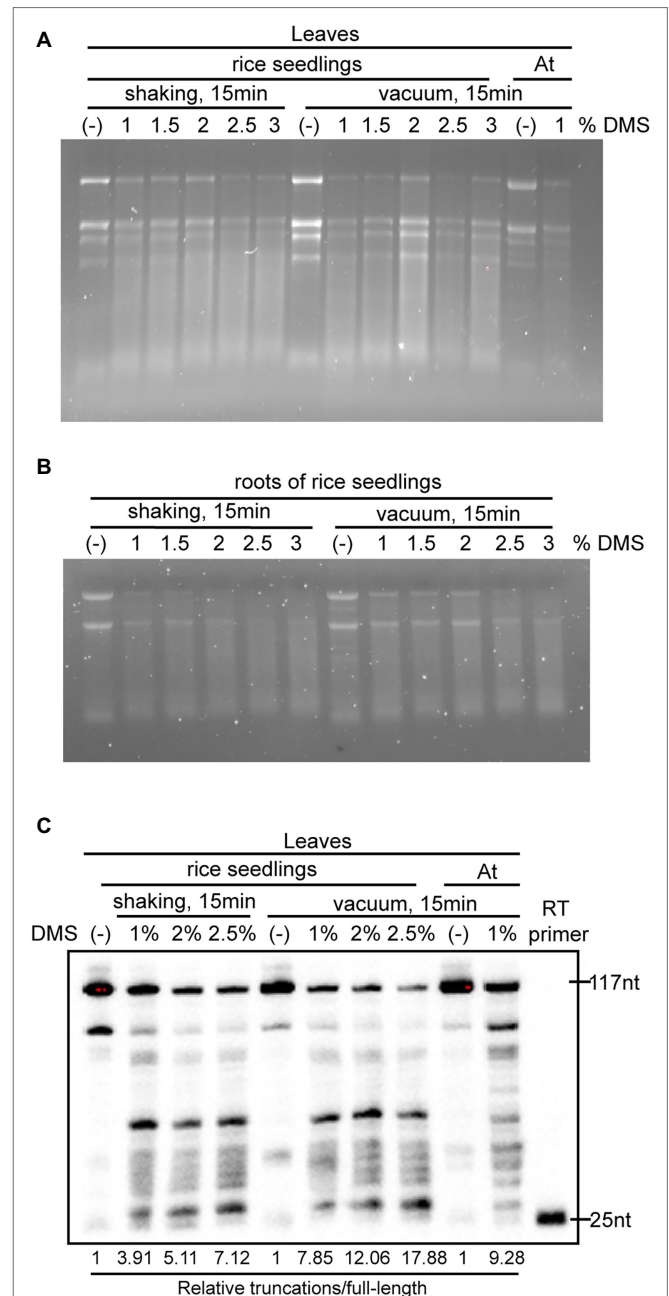 A
Leaves
rice seedlings At
shaking, 15min vacuum, 15min
(-) 1 1.5 2 2.5 3 (-) 1 1.5 2 2.5 3 (-) 1 % DMS
B
roots of rice seedlings
shaking, 15min vacuum, 15min
(-) 1 1.5 2 2.5 3 (-) 1 1.5 2 2.5 3 % DMS
C
Leaves
rice seedlings At
shaking, 15min vacuum, 15min RT
DMS (-) 1% 2% 2.5% (-) 1% 2% 2.5% (-) 1% primer
117nt
25nt
1 3.91 5.11 7.12 1 7.85 12.06 17.88 1 9.28
Relative truncations/full-length